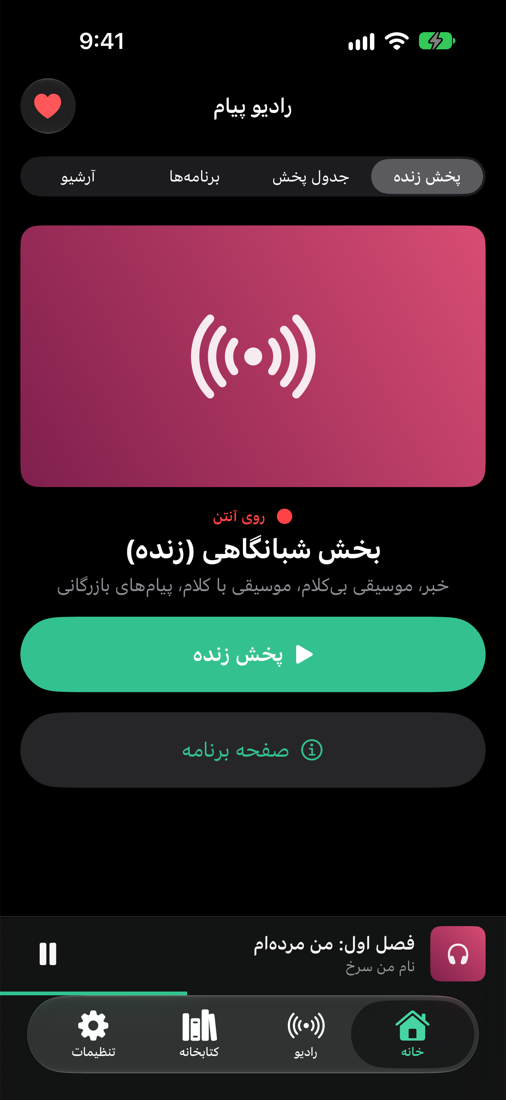 9:41
رادیو پیام
پخش زنده
جدول پخش
برنامه‌ها
آرشیو
روی آنتن
بخش شبانگاهی (زنده)
خبر، موسیقی بی‌کلام، موسیقی با کلام، پیام‌های بازرگانی
پخش زنده
صفحه برنامه
فصل اول: من مرده‌ام
نام من سرخ
خانه
رادیو
کتابخانه
تنظیمات